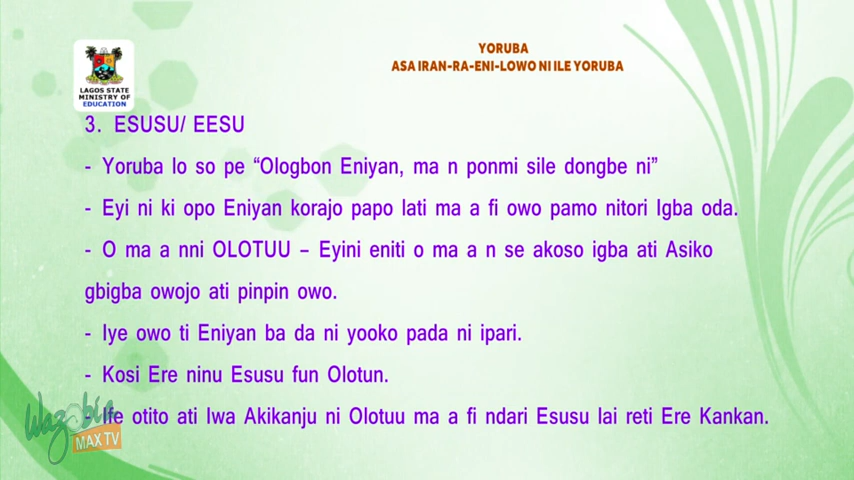 YORUBA
ASA IRAN-RA-ENI-LOWO NI ILE YORUBA
LAGOS STATE
MINISTRY OF
EDUCATION
3. ESUSU/ EESU
- Yoruba lo so pe “Ologbon Eniyan, ma n ponmi sile dongbe ni”
- Eyi ni ki opo Eniyan korajo papo lati ma a fi owo pamo nitori Igba oda.
- O ma a nni OLOTUU – Eyini eniti o ma a n se akoso igba ati Asiko
gbigba owojo ati pinpin owo.
- Iye owo ti Eniyan ba da ni yooko pada ni ipari.
- Kosi Ere ninu Esusu fun Olotun.
- Ife otito ati Iwa Akikanju ni Olotuu ma a fi ndari Esusu lai reti Ere Kankan.
Wazobia
MAX TV